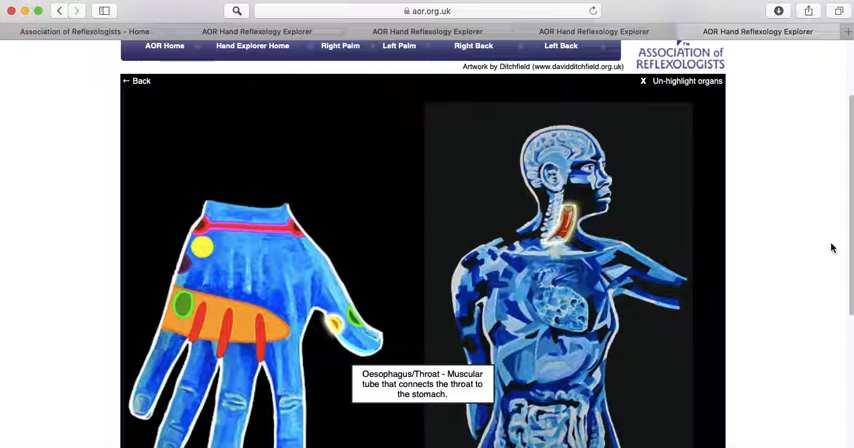 aor.org.uk
Association of Reflexologists - Home
AOR Hand Reflexology Explorer
AOR Hand Reflexology Explorer
AOR Hand Reflexology Explorer
AOR Hand Reflexology Explorer
AOR Home
Hand Explorer Home
Right Palm
Left Palm
Right Back
Left Back
THE
ASSOCIATION of
REFLEXOLOGISTS
Artwork by Ditchfield (www.davidditchfield.org.uk)
← Back
X Un-highlight organs
Oesophagus/Throat - Muscular
tube that connects the throat to
the stomach.